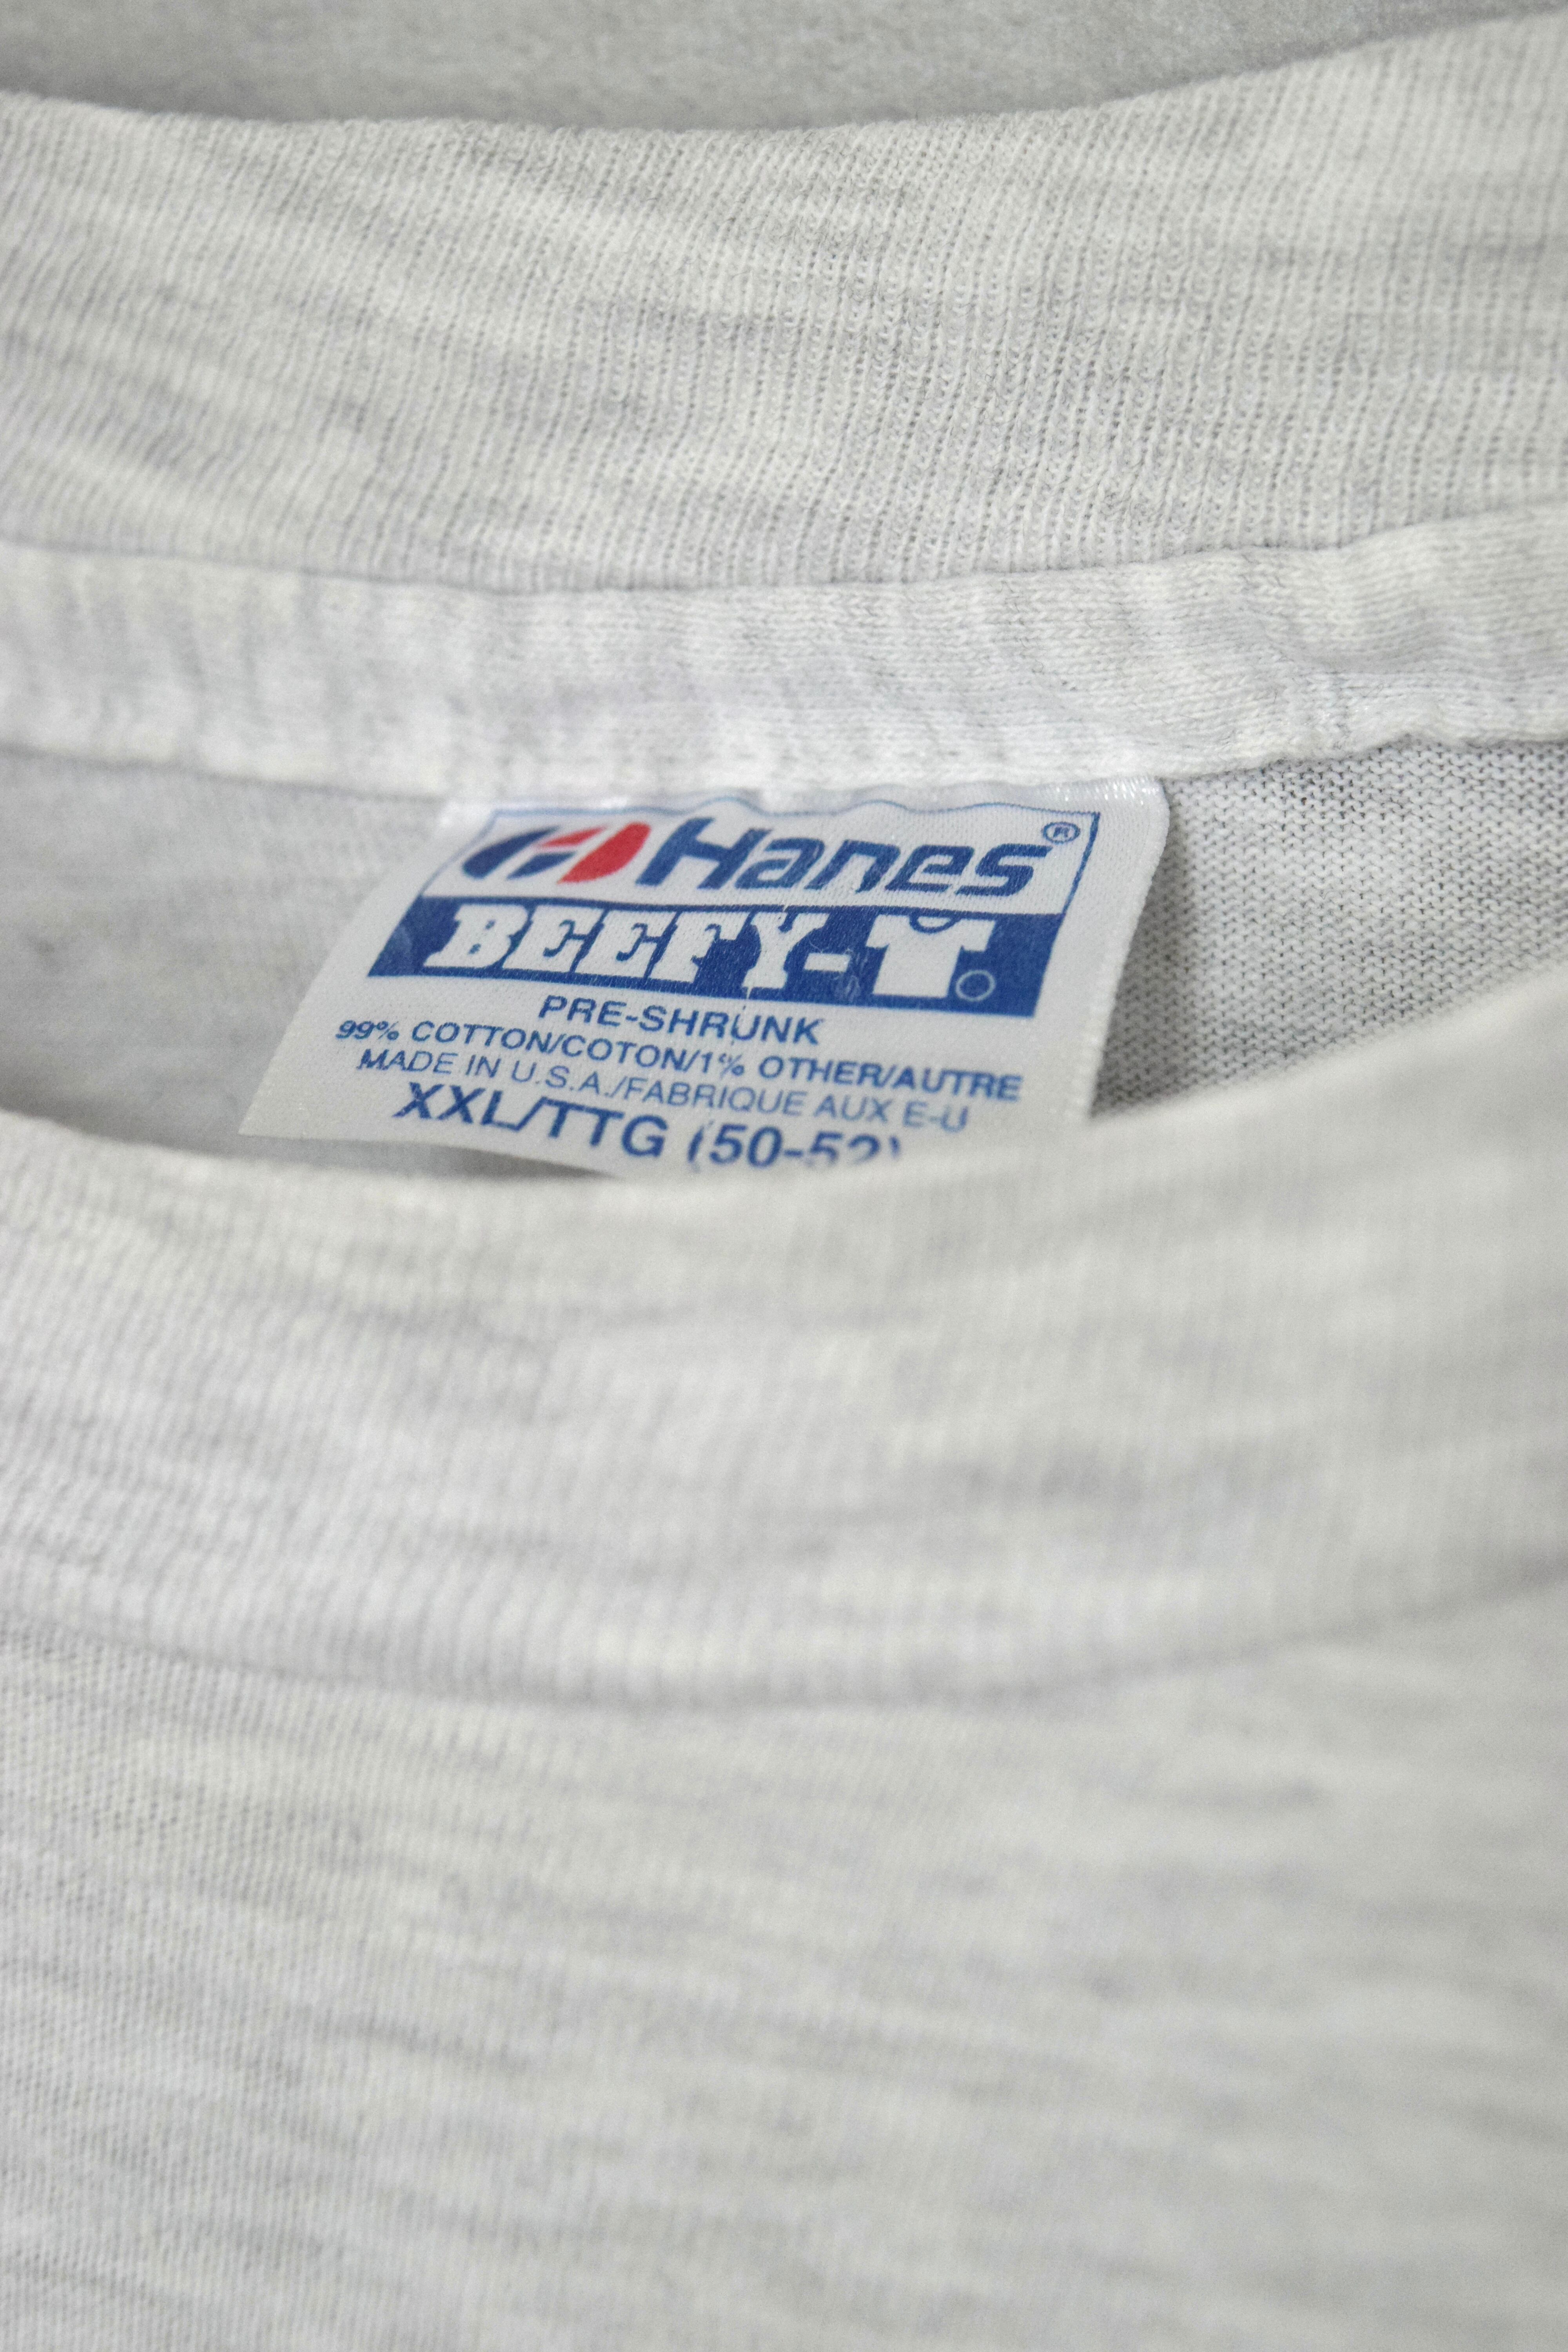 Hanes®
BEEFY-T
PRE-SHRUNK
99% COTTON/COTON/1% OTHER/AUTRE
MADE IN U.S.A./FABRIQUE AUX E-U
XXL/TTG (50-52)